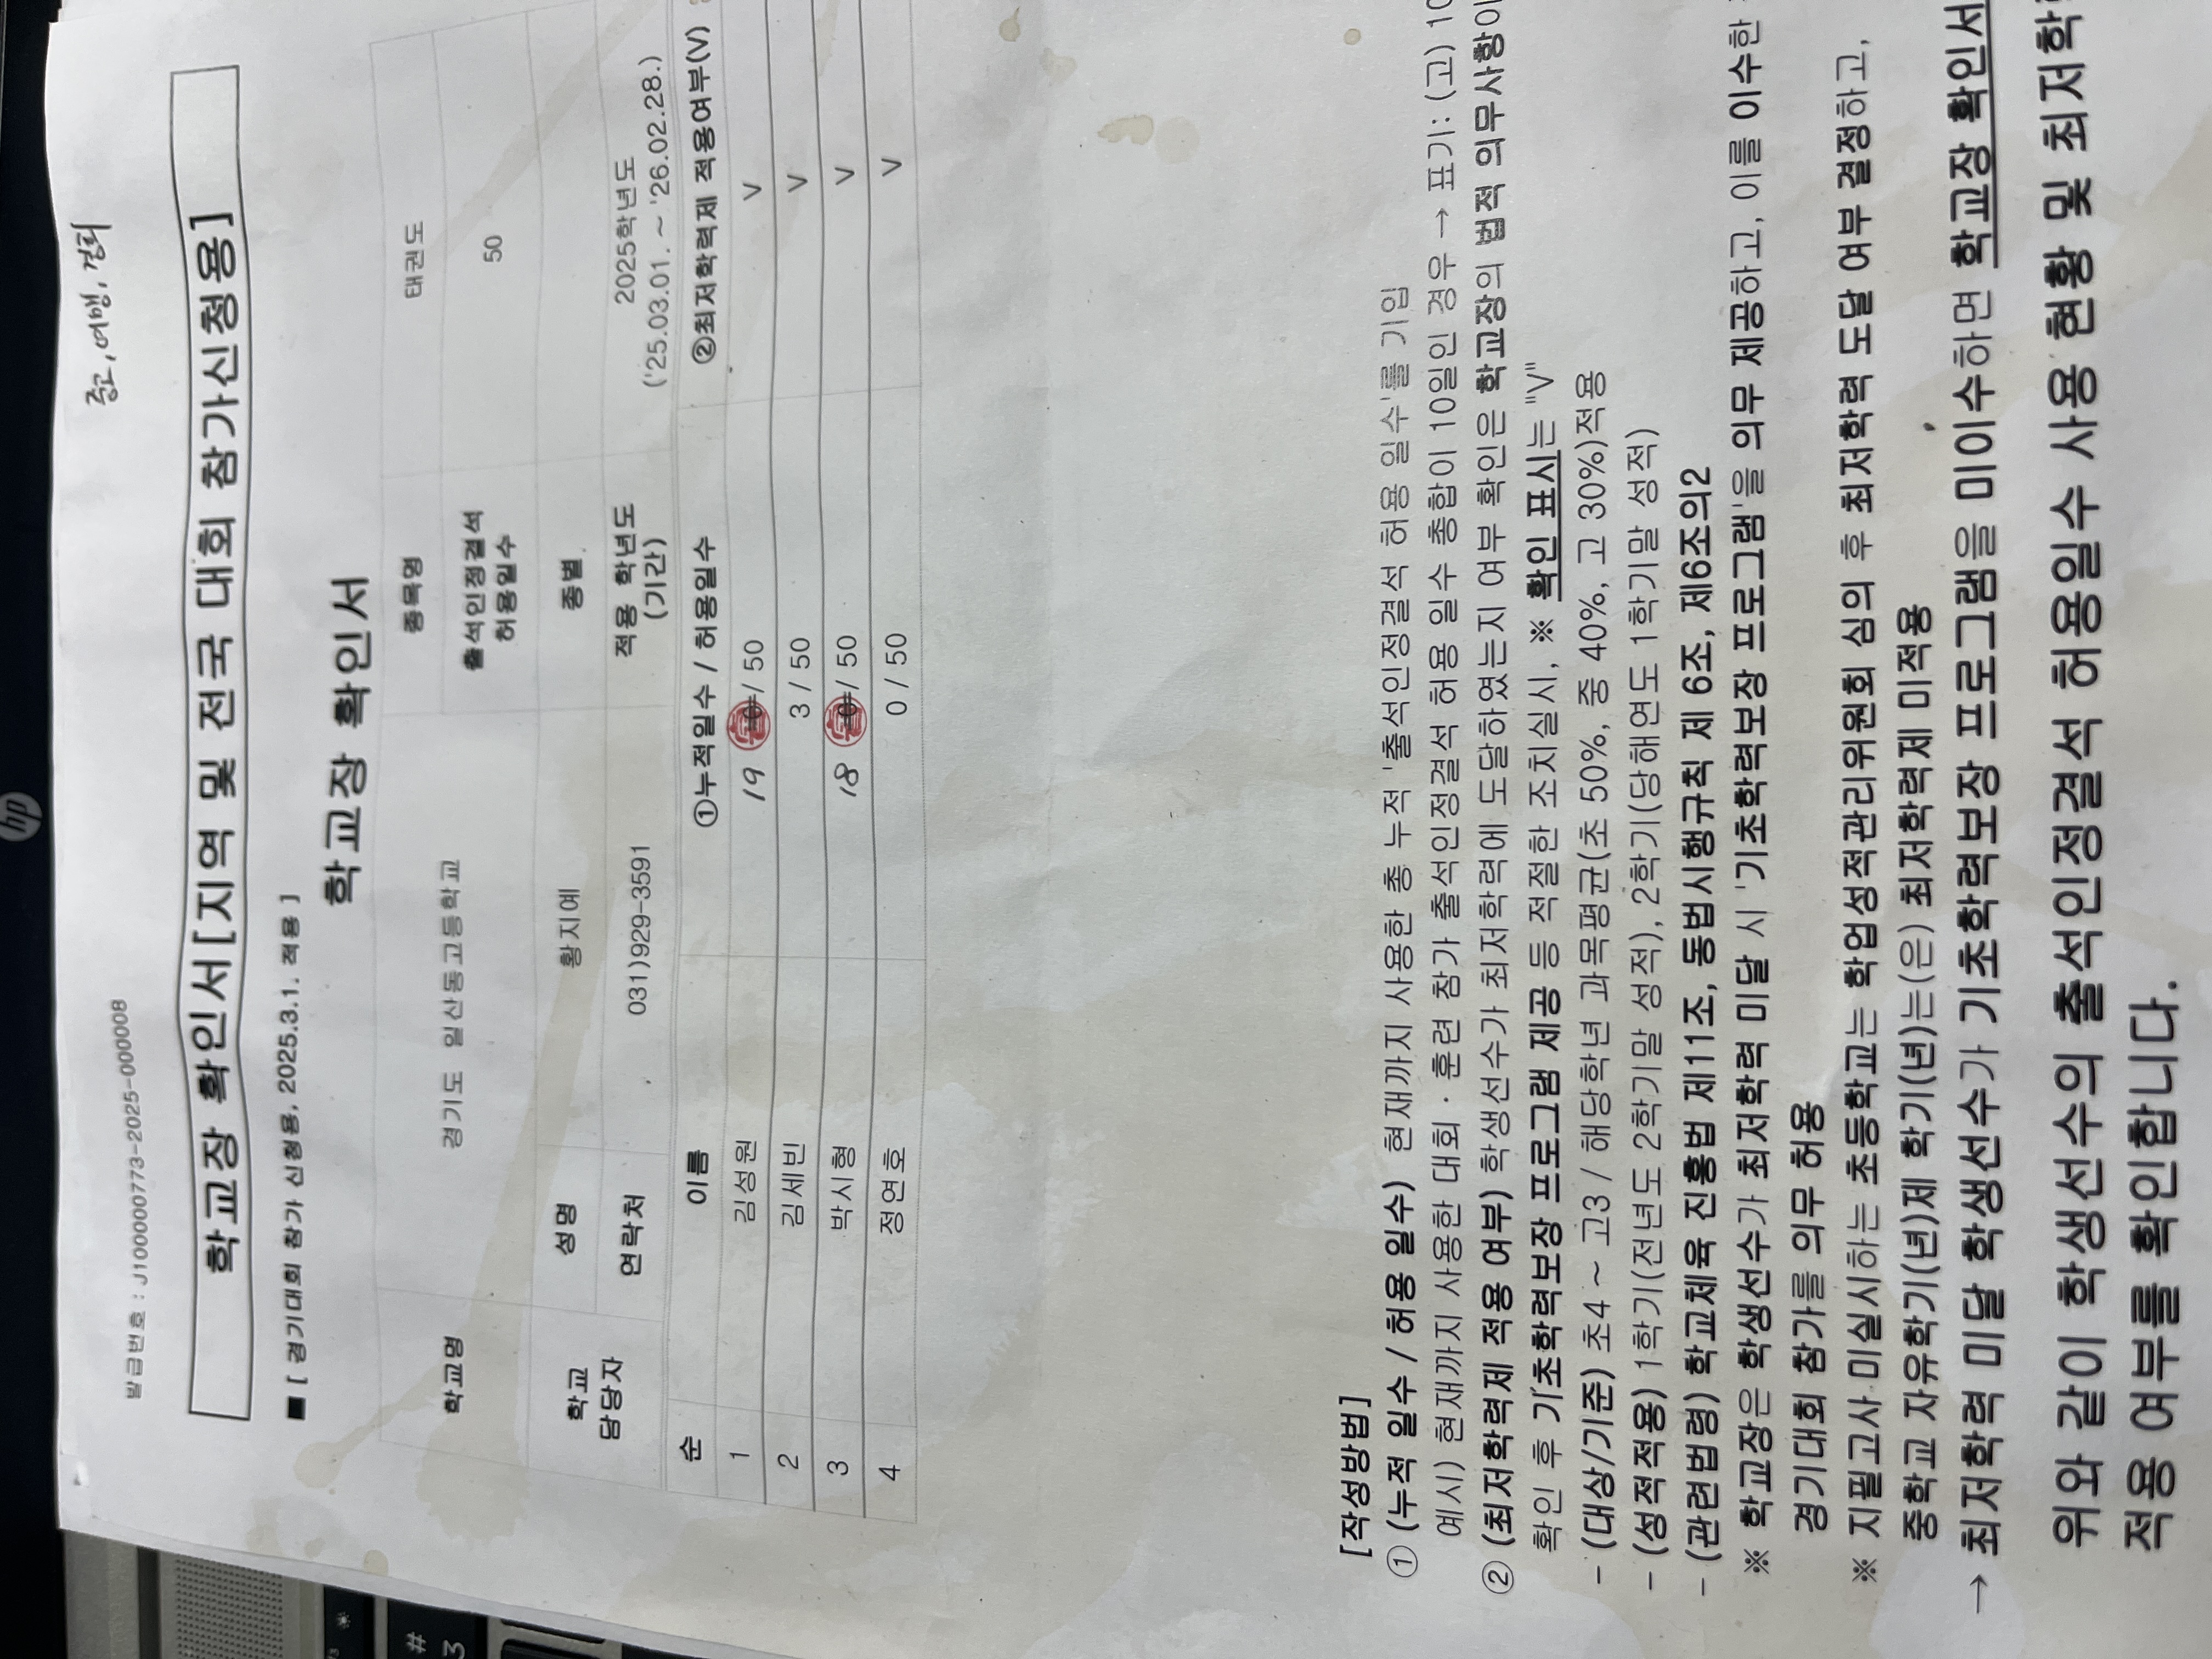 중고, 여맹, 경희
발급번호 : J100000773-2025-000008
학교장 확인서[지역 및 전국 대회 참가신청용]
■ [ 경기대회 참가 신청용, 2025.3.1. 적용 ]
학교장 확인서
학교명 경기도 일산동고등학교 종목명 태권도
출석인정결석 허용일수 50
학교 담당자 성명 황지예 종별
연락처 031)929-3591 적용 학년도 (기간) 2025학년도 ('25.03.01. ~ '26.02.28.)
순 이름 ①누적일수 / 허용일수 ②최저학력제 적용여부(V)
1 김성원 19 / 50 V
2 김세빈 3 / 50 V
3 박시형 18 / 50 V
4 정연호 0 / 50 V
[작성방법]
① (누적 일수 / 허용 일수) 현재까지 사용한 총 누적 '출석인정결석 허용 일수'를 기입
예시) 현재까지 사용한 대회 · 훈련 참가 출석인정결석 허용 일수 총합이 10일인 경우 → 표기: (고) 10
② (최저학력제 적용 여부) 학생선수가 최저학력에 도달하였는지 여부 확인은 학교장의 법적 의무사항이
확인 후 기초학력보장 프로그램 제공 등 적절한 조치실시, ※ 확인 표시는 "V"
- (대상/기준) 초4 ~ 고3 / 해당학년 과목평균(초 50%, 중 40%, 고 30%)적용
- (성적적용) 1학기(전년도 2학기말 성적), 2학기(당해연도 1학기말 성적)
- (관련법령) 학교체육 진흥법 제11조, 동법시행규칙 제 6조, 제6조의2
※ 학교장은 학생선수가 최저학력 미달 시 '기초학력보장 프로그램'을 의무 제공하고, 이를 이수한
경기대회 참가를 의무 허용
※ 지필고사 미실시하는 초등학교는 학업성적관리위원회 심의 후 최저학력 도달 여부 결정하고,
중학교 자유학기(년)제 학기(년)는(은) 최저학력제 미적용
→ 최저학력 미달 학생선수가 기초학력보장 프로그램을 미이수하면 학교장 확인서
위와 같이 학생선수의 출석인정결석 허용일수 사용 현황 및 최저학
적용 여부를 확인합니다.
hp
#
3